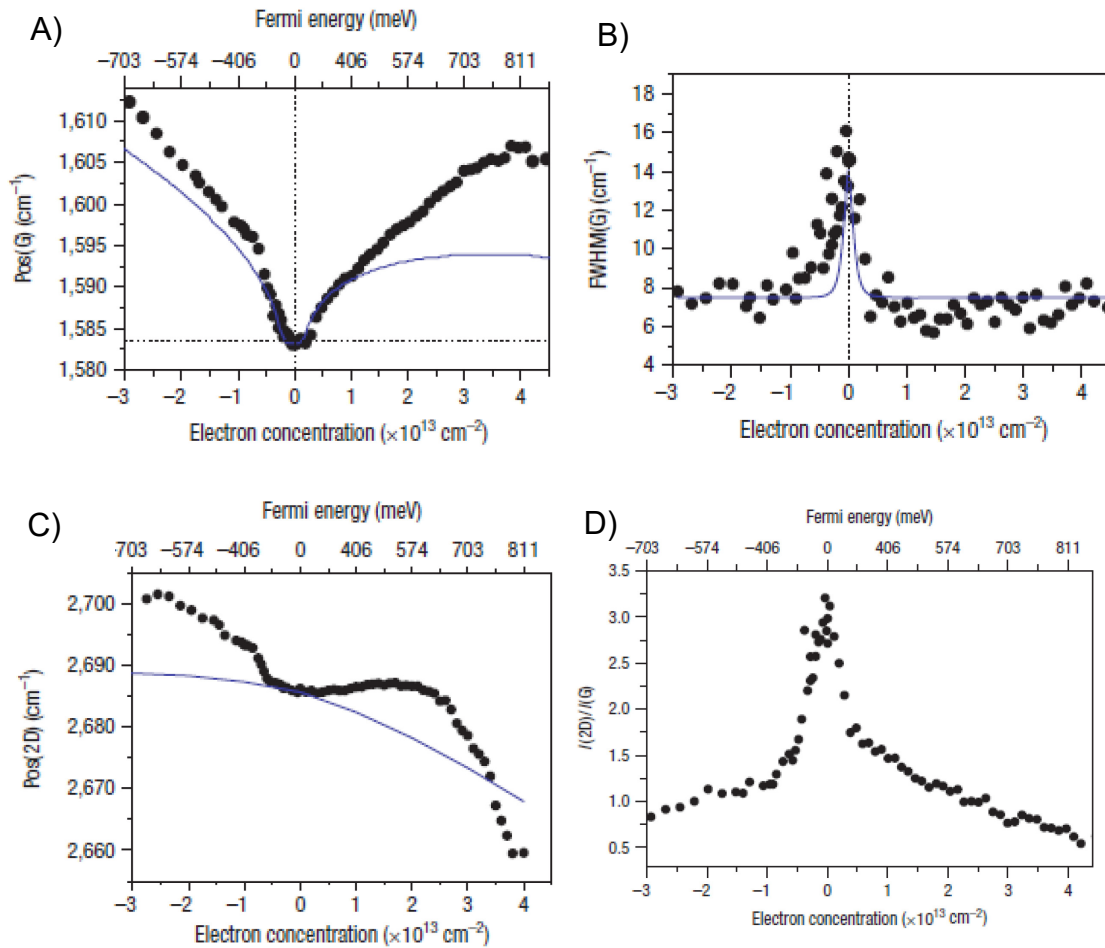 A)
Fermi energy (meV)
−703 −574 −406 0 406 574 703 811
Pos(G) (cm⁻¹)
1,610
1,605
1,600
1,595
1,590
1,585
1,580
−3 −2 −1 0 1 2 3 4
Electron concentration (×10¹³ cm⁻²)
B)
FWHM(G) (cm⁻¹)
18
16
14
12
10
8
6
4
−3 −2 −1 0 1 2 3 4
Electron concentration (×10¹³ cm⁻²)
C)
Fermi energy (meV)
−703 −574 −406 0 406 574 703 811
Pos(2D) (cm⁻¹)
2,700
2,690
2,680
2,670
2,660
−3 −2 −1 0 1 2 3 4
Electron concentration (×10¹³ cm⁻²)
D)
Fermi energy (meV)
−703 −574 −406 0 406 574 703 811
I(2D)/I(G)
3.5
3.0
2.5
2.0
1.5
1.0
0.5
−3 −2 −1 0 1 2 3 4
Electron concentration (×10¹³ cm⁻²)